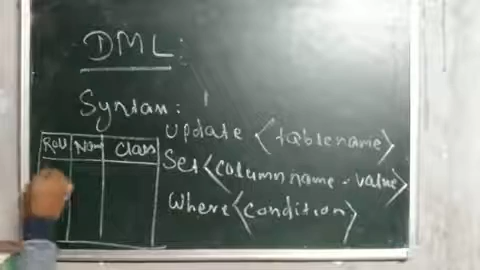 DML:
Syntax:
Update <tablename>
Set <column name = value>
Where <condition>
Roll Name Class